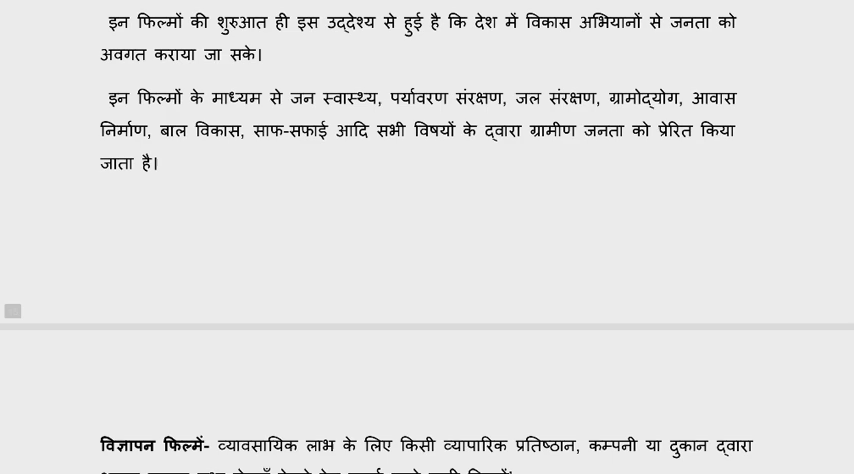 इन फिल्मों की शुरुआत ही इस उद्देश्य से हुई है कि देश में विकास अभियानों से जनता को
अवगत कराया जा सके।
इन फिल्मों के माध्यम से जन स्वास्थ्य, पर्यावरण संरक्षण, जल संरक्षण, ग्रामोद्योग, आवास
निर्माण, बाल विकास, साफ-सफाई आदि सभी विषयों के द्वारा ग्रामीण जनता को प्रेरित किया
जाता है।
विज्ञापन फिल्में- व्यावसायिक लाभ के लिए किसी व्यापारिक प्रतिष्ठान, कम्पनी या दुकान द्वारा